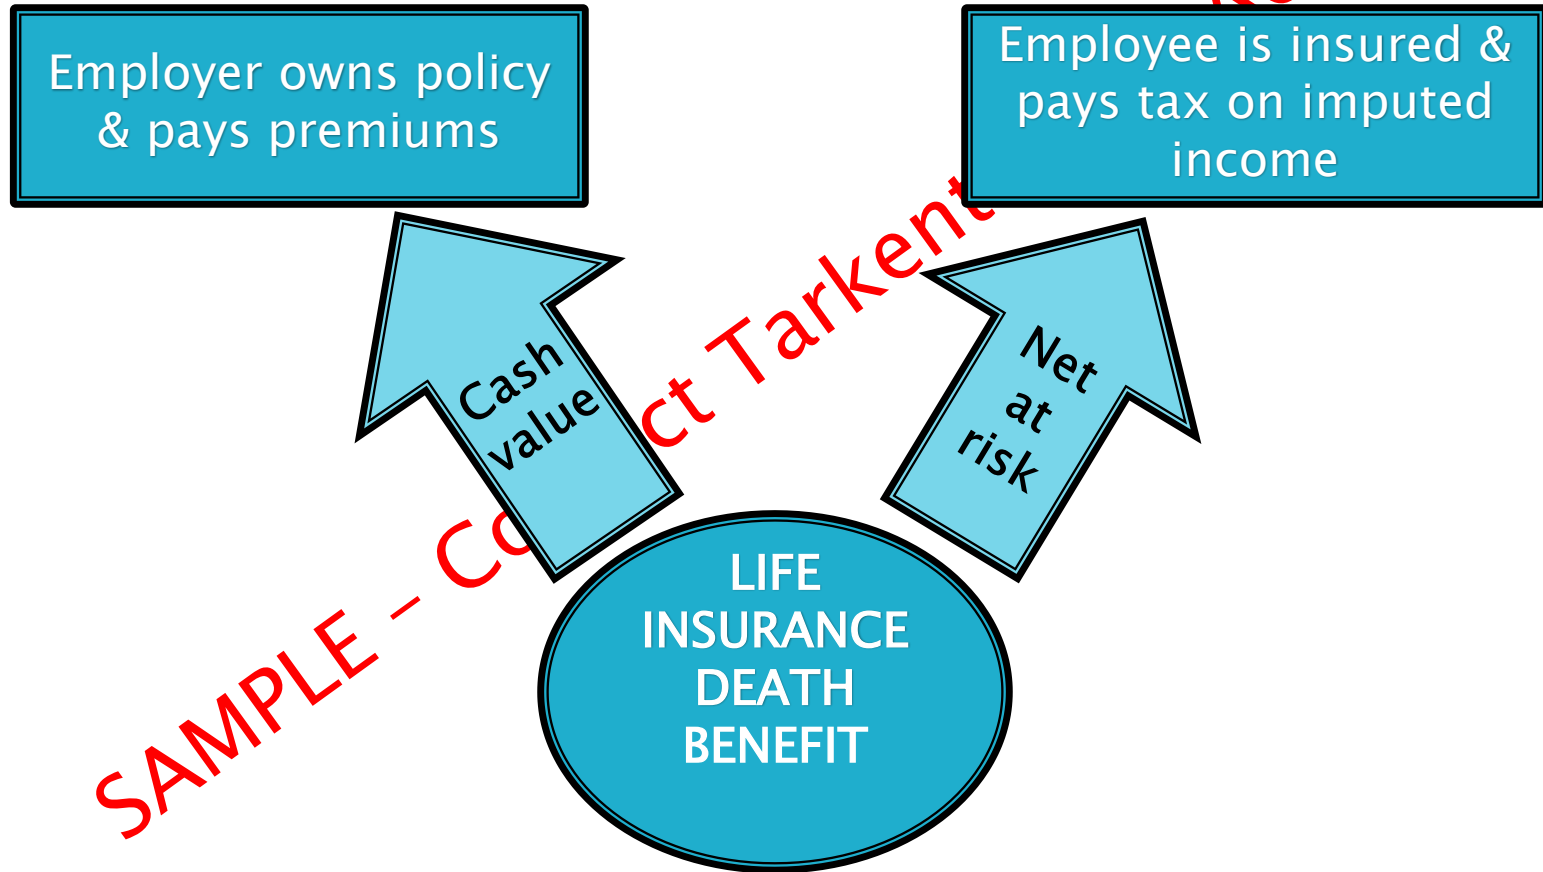 Employer owns policy
& pays premiums
Employee is insured &
pays tax on imputed
income
Cash
value
Net
at
risk
LIFE
INSURANCE
DEATH
BENEFIT
SAMPLE –